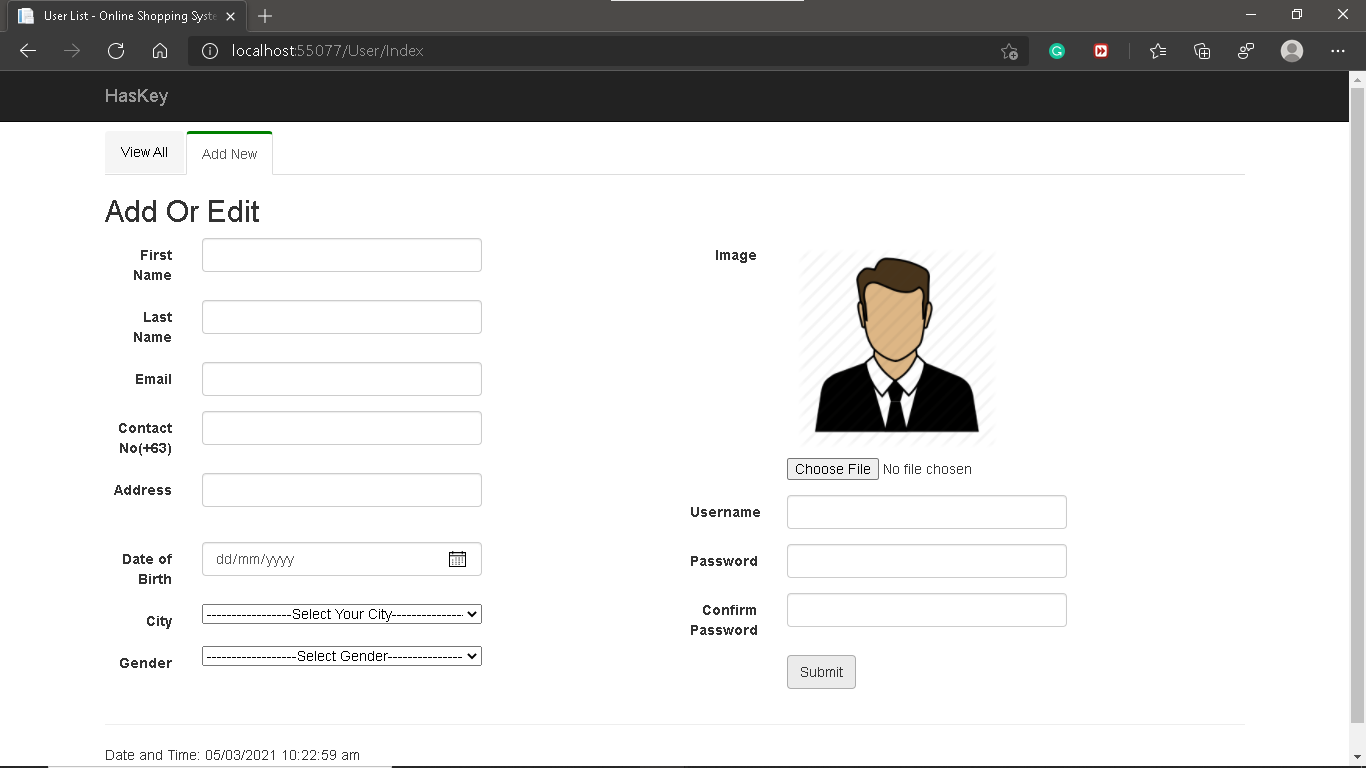 User List - Online Shopping Syste
localhost:55077/User/Index
HasKey
View All
Add New
Add Or Edit
First
Name
Last
Name
Email
Contact
No(+63)
Address
Date of
Birth
dd/mm/yyyy
City
-----------------Select Your City---------------
Gender
------------------Select Gender---------------
Image
Choose File No file chosen
Username
Password
Confirm
Password
Submit
Date and Time: 05/03/2021 10:22:59 am